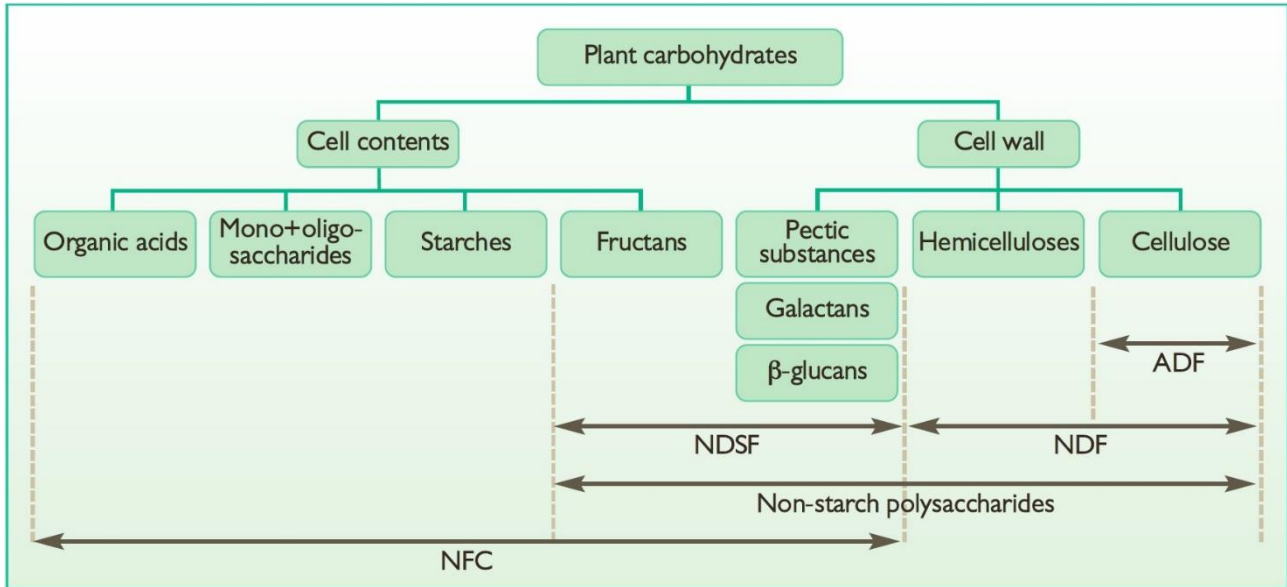 Plant carbohydrates
Cell contents
Cell wall
Organic acids
Mono+oligo-
saccharides
Starches
Fructans
Pectic
substances
Hemicelluloses
Cellulose
Galactans
β-glucans
ADF
NDSF
NDF
Non-starch polysaccharides
NFC